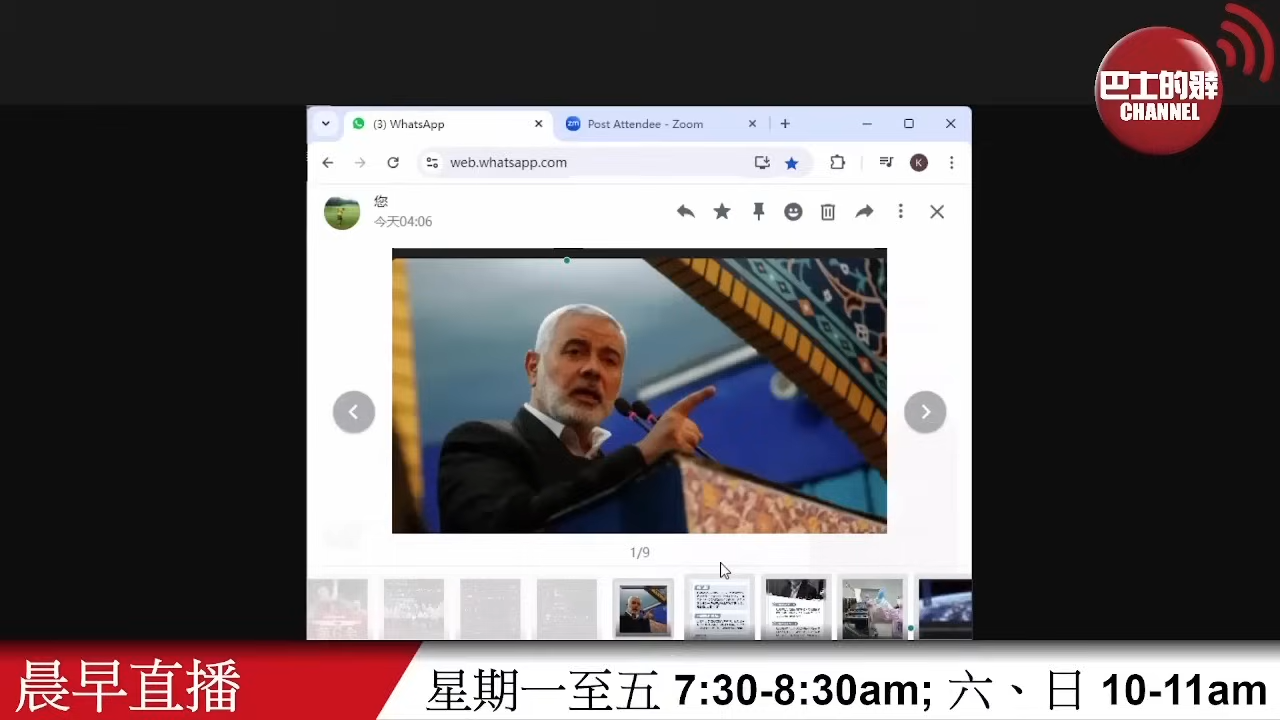 巴士的報
CHANNEL
(3) WhatsApp
zm
Post Attendee - Zoom
web.whatsapp.com
K
您
今天04:06
1/9
晨早直播
星期一至五 7:30-8:30am; 六、日 10-11am